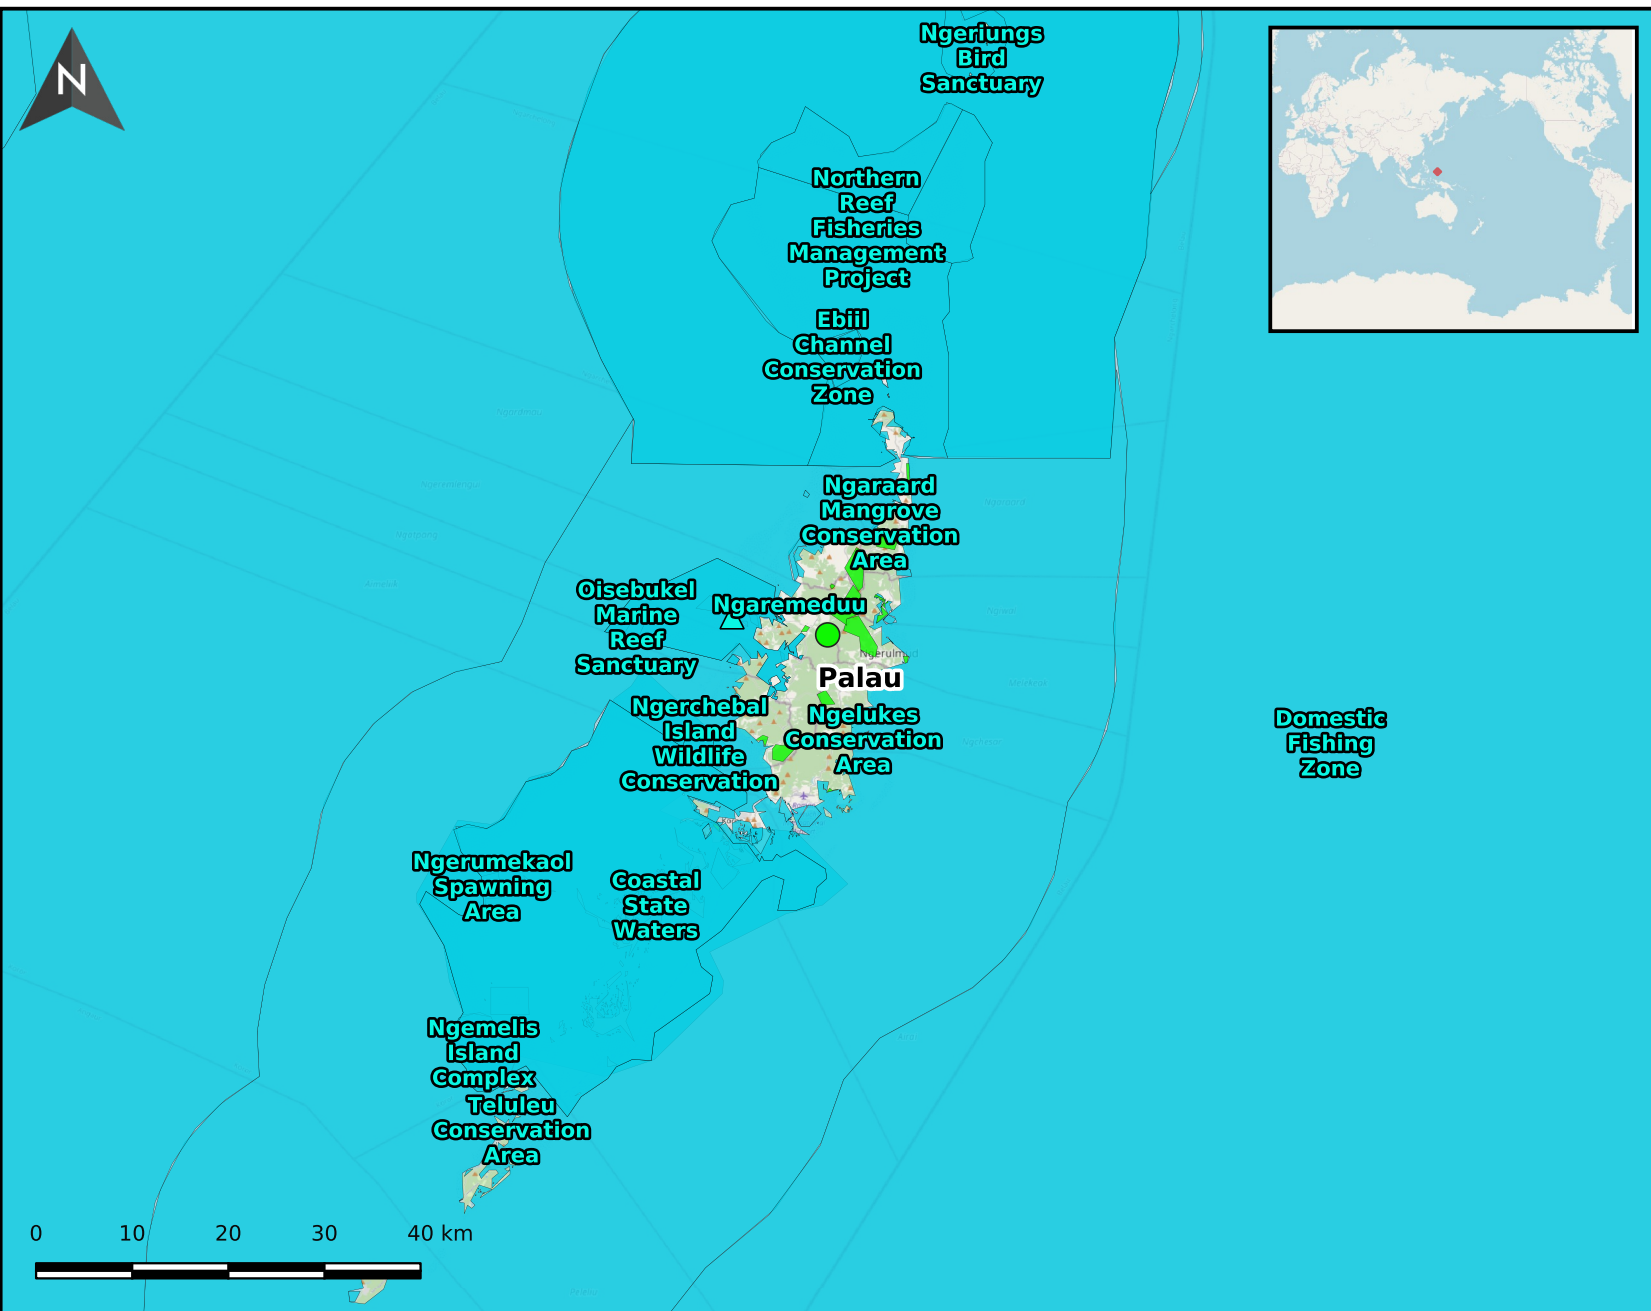 N
Ngeriungs
Bird
Sanctuary
Northern
Reef
Fisheries
Management
Project
Ebiil
Channel
Conservation
Zone
Ngaraard
Mangrove
Conservation
Area
Oisebukel
Marine
Reef
Sanctuary
Ngaremeduu
Ngerulmud
Palau
Ngerchebal
Island
Wildlife
Conservation
Ngelukes
Conservation
Area
Domestic
Fishing
Zone
Ngerumekaol
Spawning
Area
Coastal
State
Waters
Ngemelis
Island
Complex
Teluleu
Conservation
Area
0 10 20 30 40 km